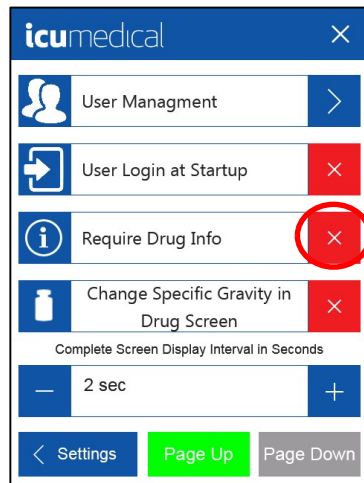 icumedical
User Managment
User Login at Startup
Require Drug Info
Change Specific Gravity in
Drug Screen
Complete Screen Display Interval in Seconds
2 sec
Settings Page Up Page Down